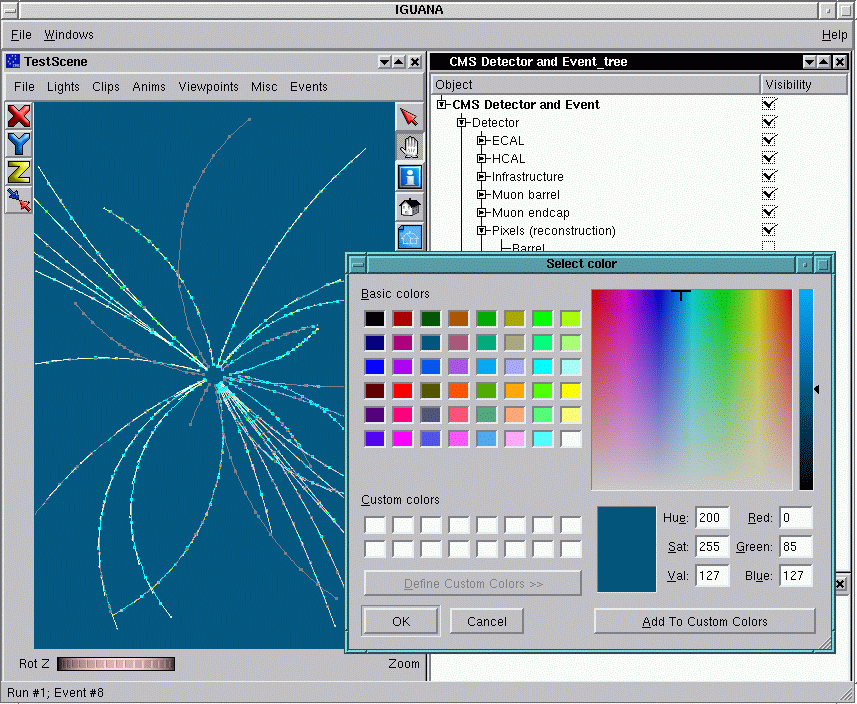 IGUANA
File Windows Help
TestScene
File Lights Clips Anims Viewpoints Misc Events
X
Y
Z
i
Rot Z Zoom
Run #1; Event #8
CMS Detector and Event_tree
Object Visibility
CMS Detector and Event
Detector
ECAL
HCAL
Infrastructure
Muon barrel
Muon endcap
Pixels (reconstruction)
Barrel
Select color
Basic colors
Custom colors
Define Custom Colors >>
OK Cancel
Hue: 200 Red: 0
Sat: 255 Green: 85
Val: 127 Blue: 127
Add To Custom Colors